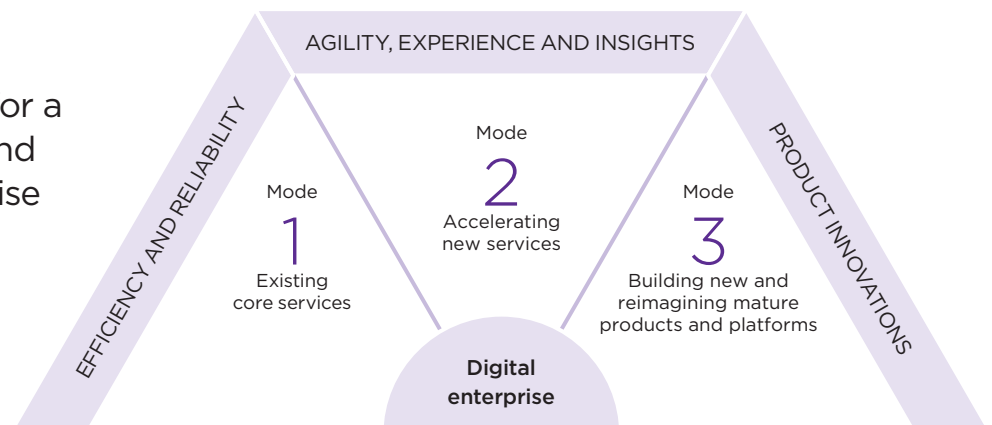 or a
nd
ise
AGILITY, EXPERIENCE AND INSIGHTS
EFFICIENCY AND RELIABILITY
Mode
1
Existing
core services
Mode
2
Accelerating
new services
Mode
3
Building new and
reimagining mature
products and platforms
PRODUCT INNOVATIONS
Digital
enterprise